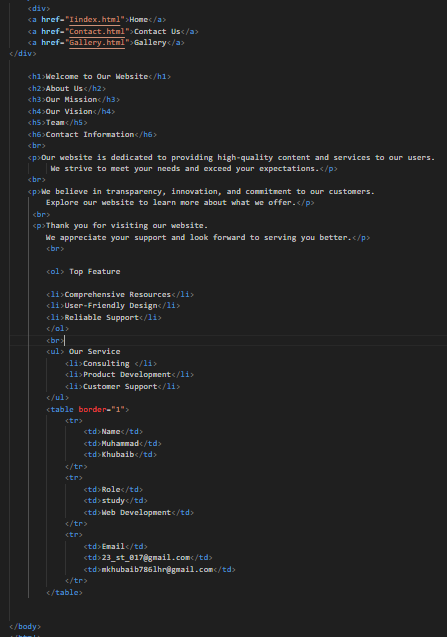 <div>
<a href="Iindex.html">Home</a>
<a href="Contact.html">Contact Us</a>
<a href="Gallery.html">Gallery</a>
</div>
<h1>Welcome to Our Website</h1>
<h2>About Us</h2>
<h3>Our Mission</h3>
<h4>Our Vision</h4>
<h5>Team</h5>
<h6>Contact Information</h6>
<br>
<p>Our website is dedicated to providing high-quality content and services to our users.
We strive to meet your needs and exceed your expectations.</p>
<br>
<p>We believe in transparency, innovation, and commitment to our customers.
Explore our website to learn more about what we offer.</p>
<br>
<p>Thank you for visiting our website.
We appreciate your support and look forward to serving you better.</p>
<br>
<ol> Top Feature
<li>Comprehensive Resources</li>
<li>User-Friendly Design</li>
<li>Reliable Support</li>
</ol>
<br>
<ul> Our Service
<li>Consulting </li>
<li>Product Development</li>
<li>Customer Support</li>
</ul>
<table border="1">
<tr>
<td>Name</td>
<td>Muhammad</td>
<td>Khubaib</td>
</tr>
<tr>
<td>Role</td>
<td>study</td>
<td>Web Development</td>
</tr>
<tr>
<td>Email</td>
<td>23_st_017@gmail.com</td>
<td>mkhubaib786lhr@gmail.com</td>
</tr>
</table>
</body>